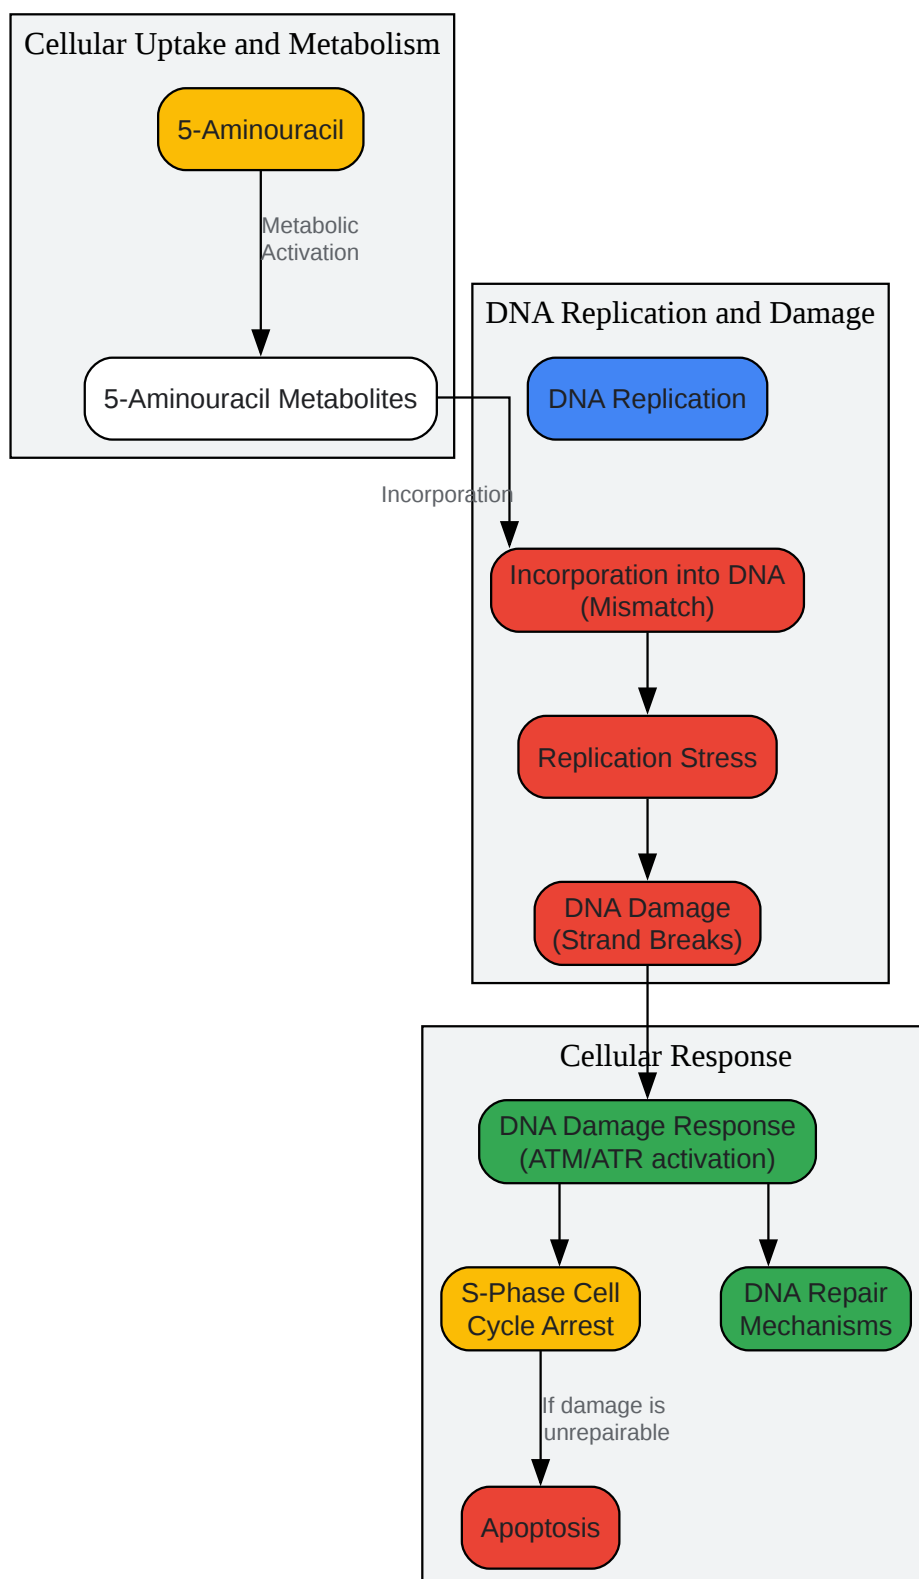 Cellular Uptake and Metabolism
5-Aminouracil
Metabolic
Activation
5-Aminouracil Metabolites
DNA Replication and Damage
DNA Replication
Incorporation
Incorporation into DNA
(Mismatch)
Replication Stress
DNA Damage
(Strand Breaks)
Cellular Response
DNA Damage Response
(ATM/ATR activation)
S-Phase Cell
Cycle Arrest
DNA Repair
Mechanisms
If damage is
unrepairable
Apoptosis